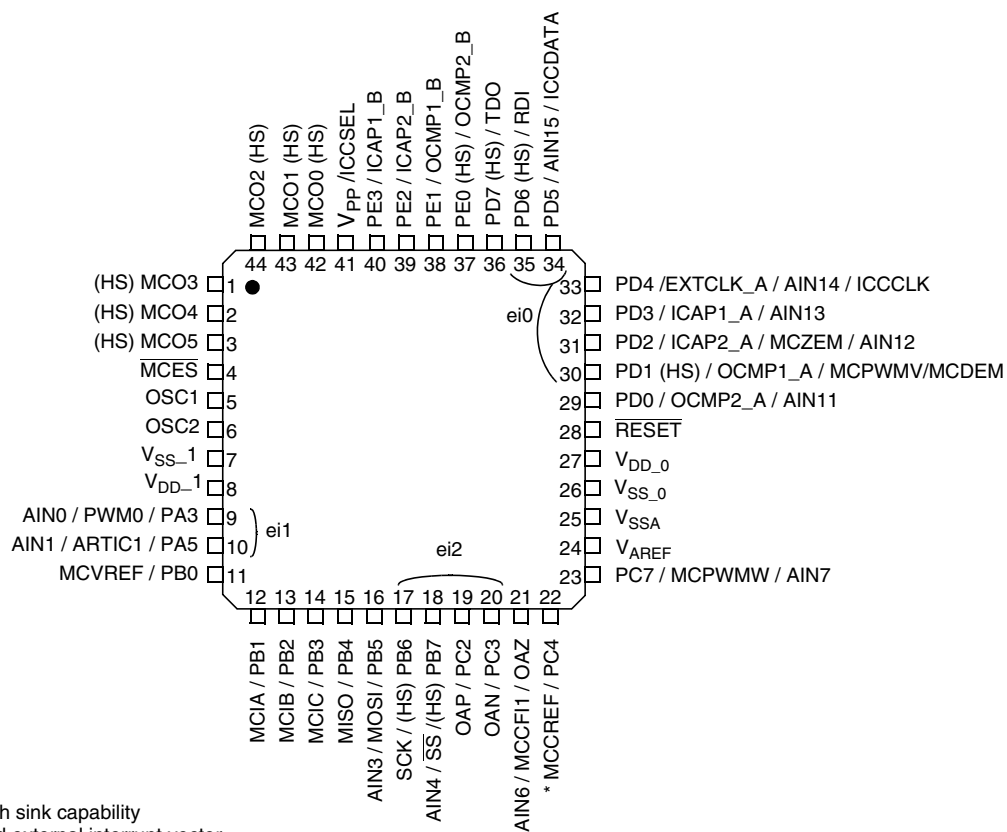 MCO2 (HS)
MCO1 (HS)
MCO0 (HS)
VPP /ICCSEL
PE3 / ICAP1_B
PE2 / ICAP2_B
PE1 / OCMP1_B
PE0 (HS) / OCMP2_B
PD7 (HS) / TDO
PD6 (HS) / RDI
PD5 / AIN15 / ICCDATA
44 43 42 41 40 39 38 37 36 35 34
(HS) MCO3 1
(HS) MCO4 2
(HS) MCO5 3
MCES 4
OSC1 5
OSC2 6
VSS_1 7
VDD_1 8
AIN0 / PWM0 / PA3 9
AIN1 / ARTIC1 / PA5 10
MCVREF / PB0 11
ei0
ei1
ei2
33 PD4 /EXTCLK_A / AIN14 / ICCCLK
32 PD3 / ICAP1_A / AIN13
31 PD2 / ICAP2_A / MCZEM / AIN12
30 PD1 (HS) / OCMP1_A / MCPWMV/MCDEM
29 PD0 / OCMP2_A / AIN11
28 RESET
27 VDD_0
26 VSS_0
25 VSSA
24 VAREF
23 PC7 / MCPWMW / AIN7
12 13 14 15 16 17 18 19 20 21 22
MCIA / PB1
MCIB / PB2
MCIC / PB3
MISO / PB4
AIN3 / MOSI / PB5
SCK / (HS) PB6
AIN4 / SS /(HS) PB7
OAP / PC2
OAN / PC3
AIN6 / MCCFI1 / OAZ
* MCCREF / PC4
sink capability
external interrupt